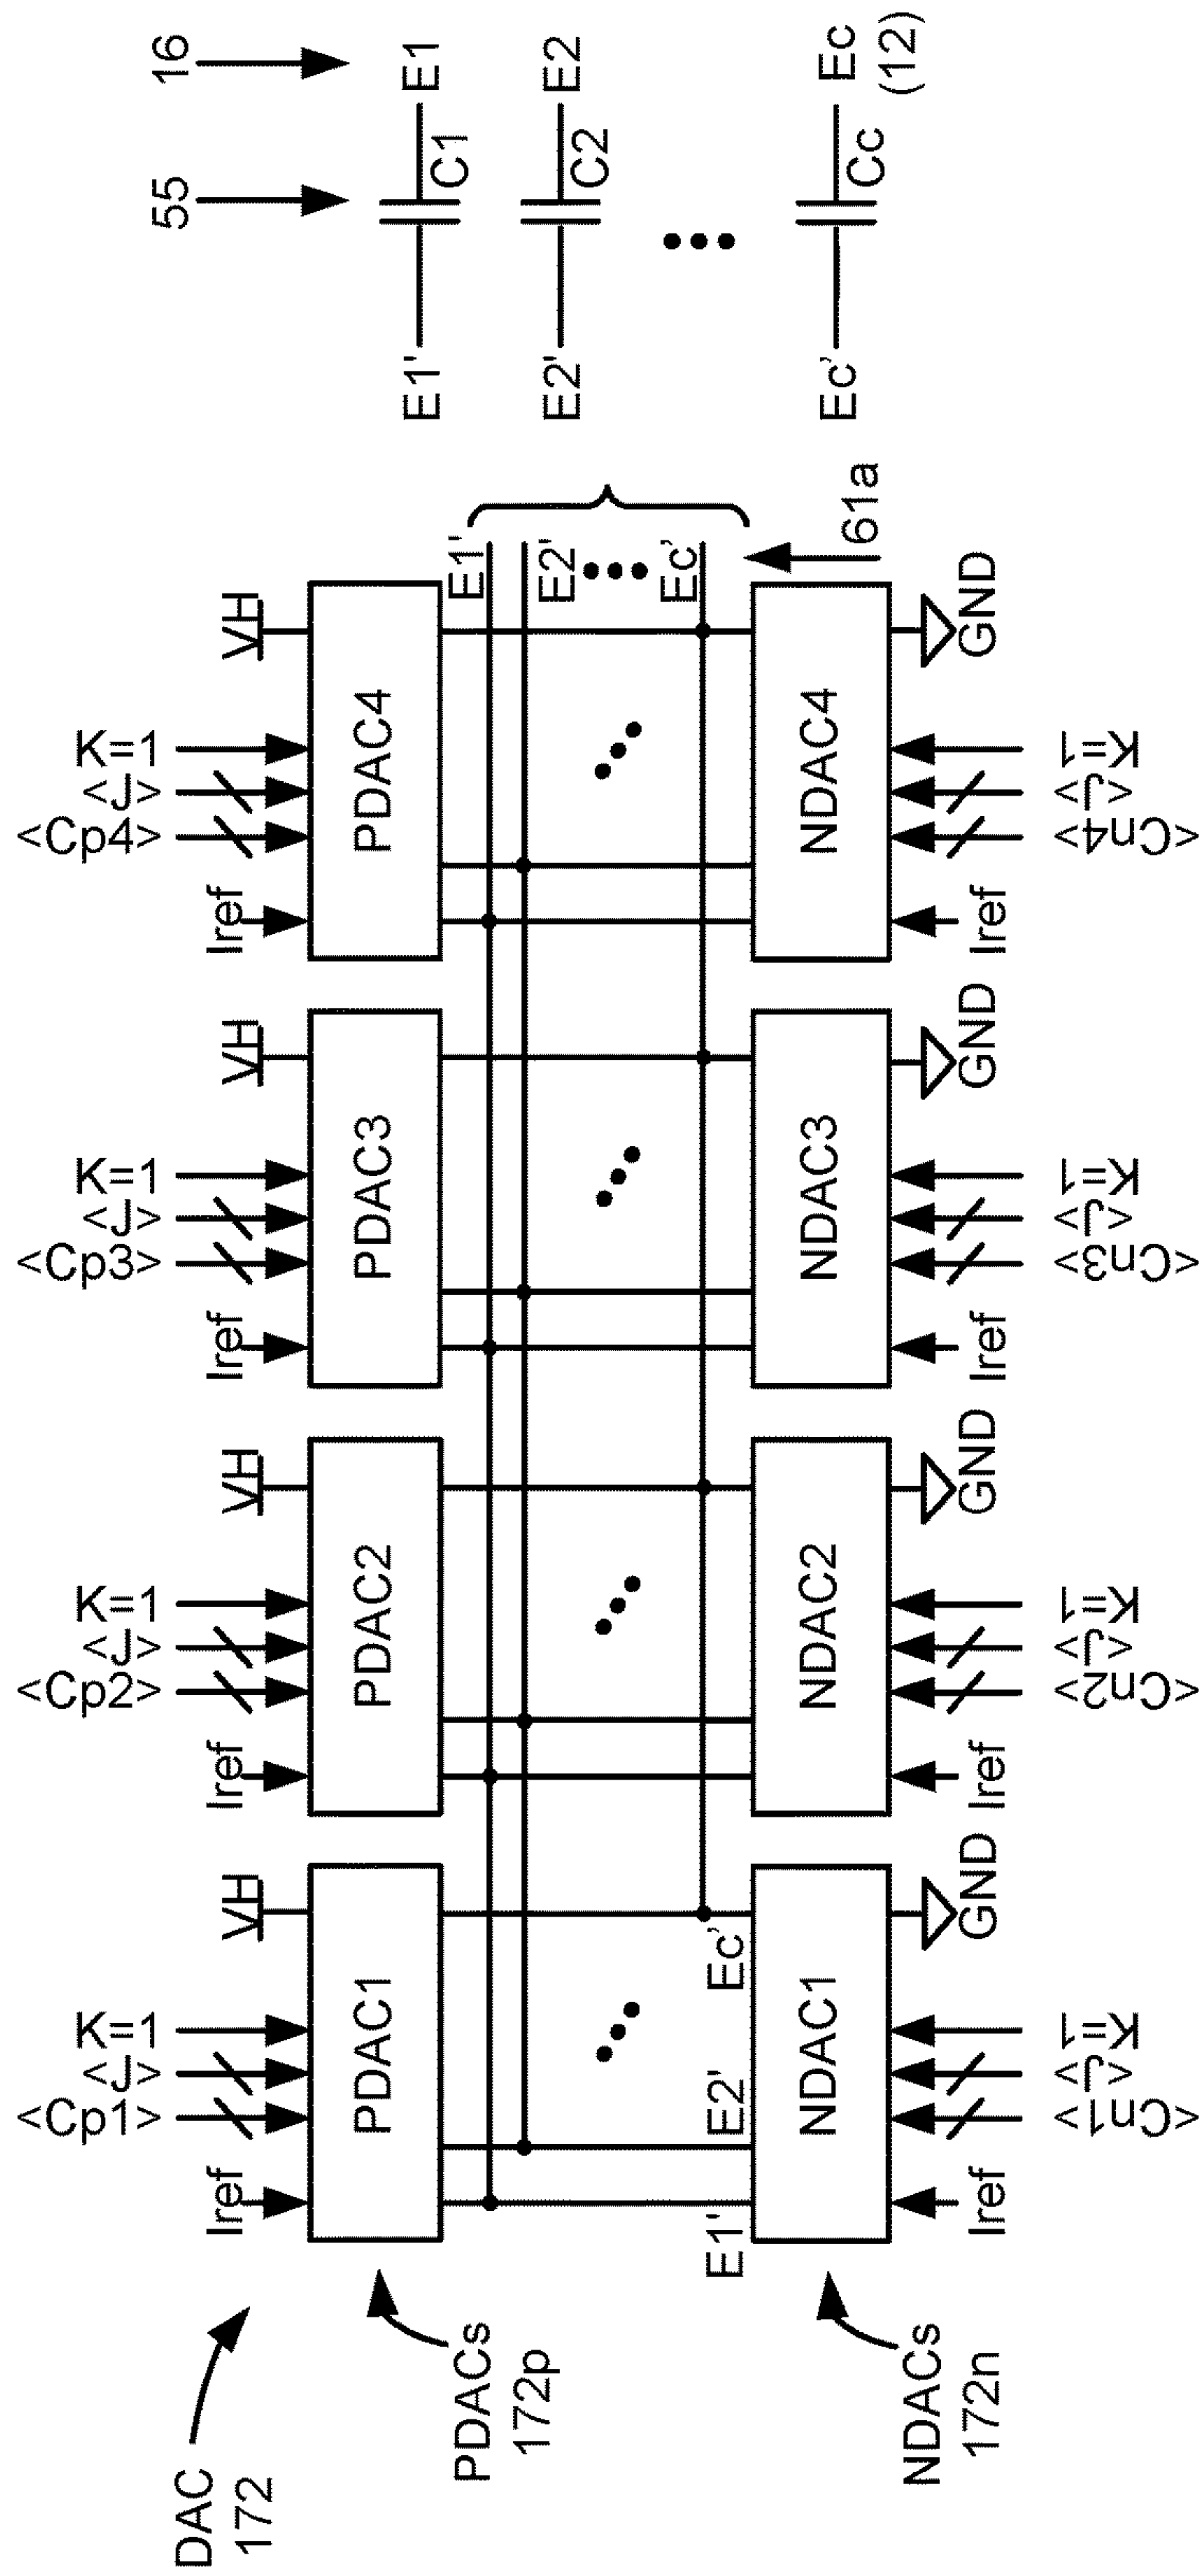 DAC
172
PDACs
172p
NDACs
172n
<Cp1>
<J>
K=1
Iref
VH
PDAC1
<Cp2>
<J>
K=1
Iref
VH
PDAC2
<Cp3>
<J>
K=1
Iref
VH
PDAC3
<Cp4>
<J>
K=1
Iref
VH
PDAC4
E1'
E2'
Ec'
E1'
E2'
Ec'
61a
NDAC1
Iref
<Cn1>
<J>
K=1
GND
NDAC2
Iref
<Cn2>
<J>
K=1
GND
NDAC3
Iref
<Cn3>
<J>
K=1
GND
NDAC4
Iref
<Cn4>
<J>
K=1
GND
55
16
E1'
C1
E1
E2'
C2
E2
Ec'
Cc
Ec
(12)